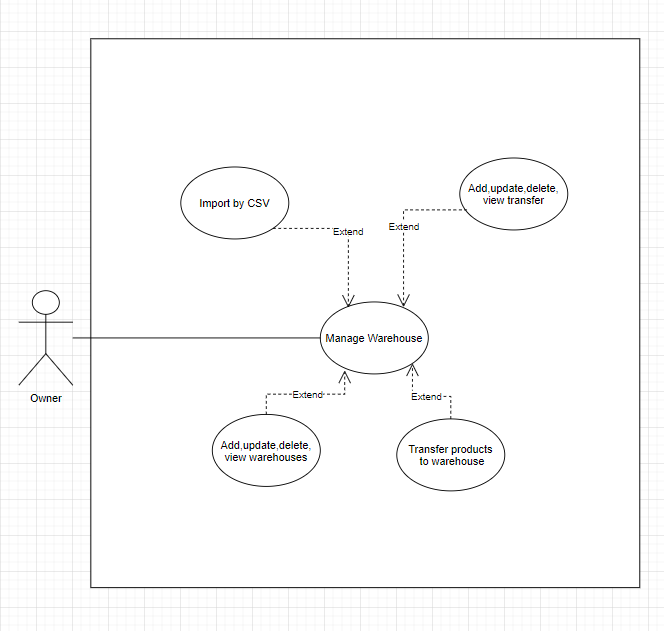 Import by CSV
Add,update,delete,
view transfer
Extend
Extend
Manage Warehouse
Owner
Extend
Extend
Add,update,delete,
view warehouses
Transfer products
to warehouse